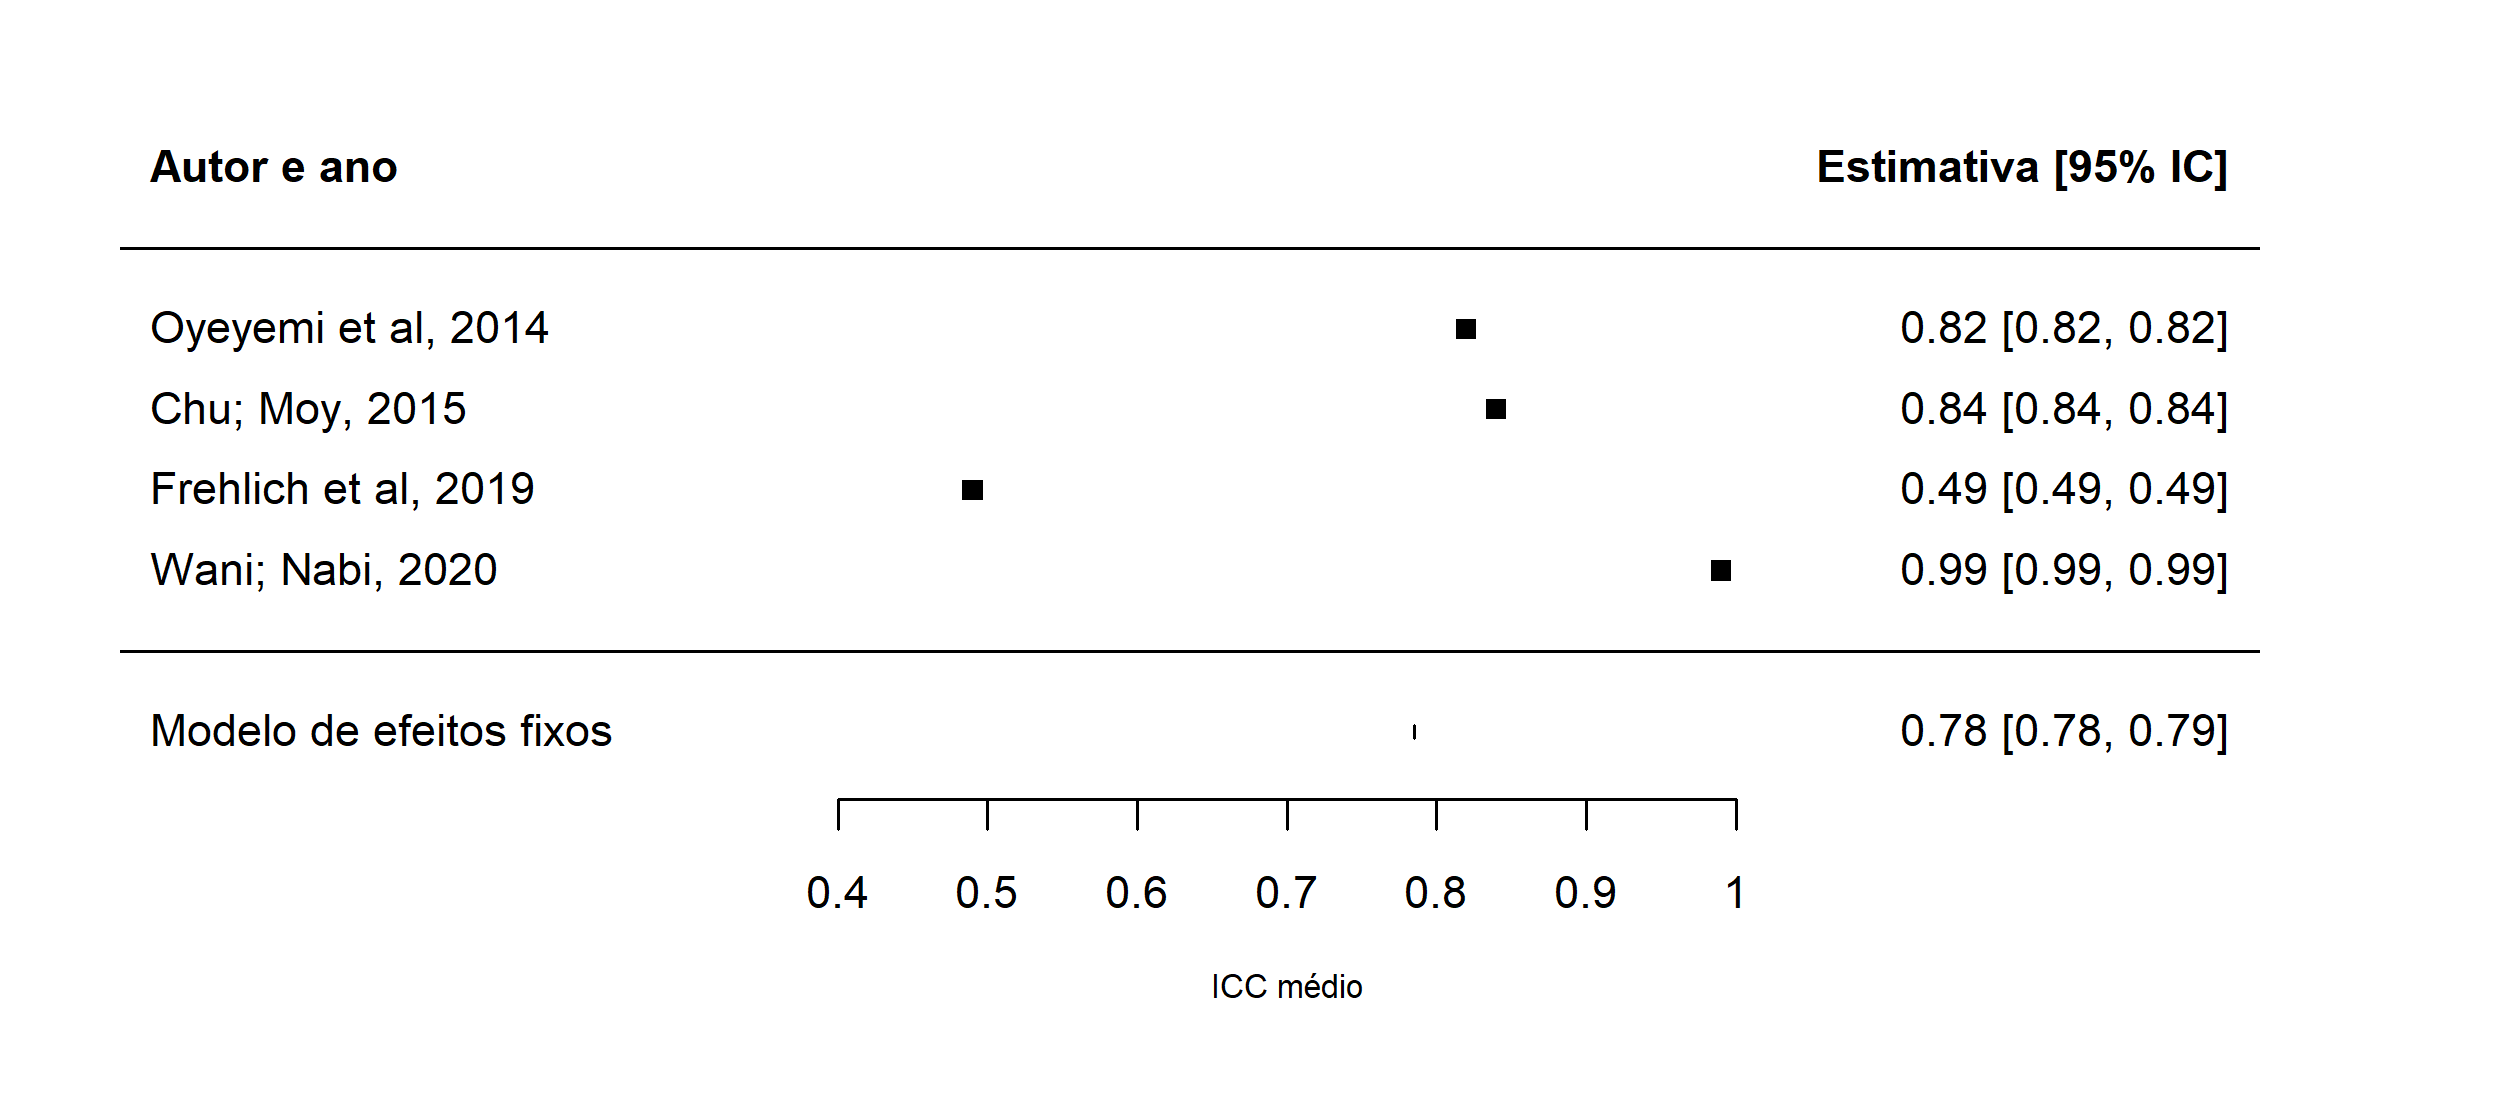 Autor e ano Estimativa [95% IC]
Oyeyemi et al, 2014 0.82 [0.82, 0.82]
Chu; Moy, 2015 0.84 [0.84, 0.84]
Frehlich et al, 2019 0.49 [0.49, 0.49]
Wani; Nabi, 2020 0.99 [0.99, 0.99]
Modelo de efeitos fixos 0.78 [0.78, 0.79]
0.4 0.5 0.6 0.7 0.8 0.9 1
ICC médio